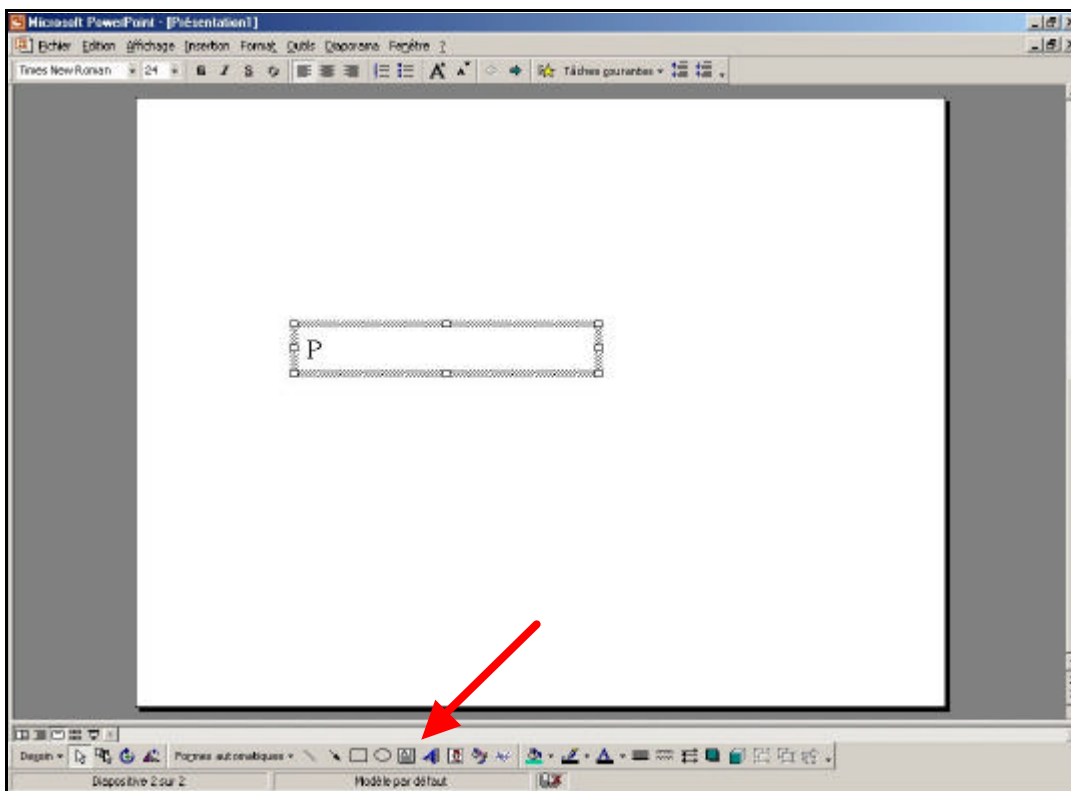 Microsoft PowerPoint - [Présentation1]
Fichier Edition Affichage Insertion Format Outils Diaporama Fenêtre ?
Times New Roman 24 G I S Tâches courantes
P
Dessin Formes automatiques
Diapositive 2 sur 2 Modèle par défaut